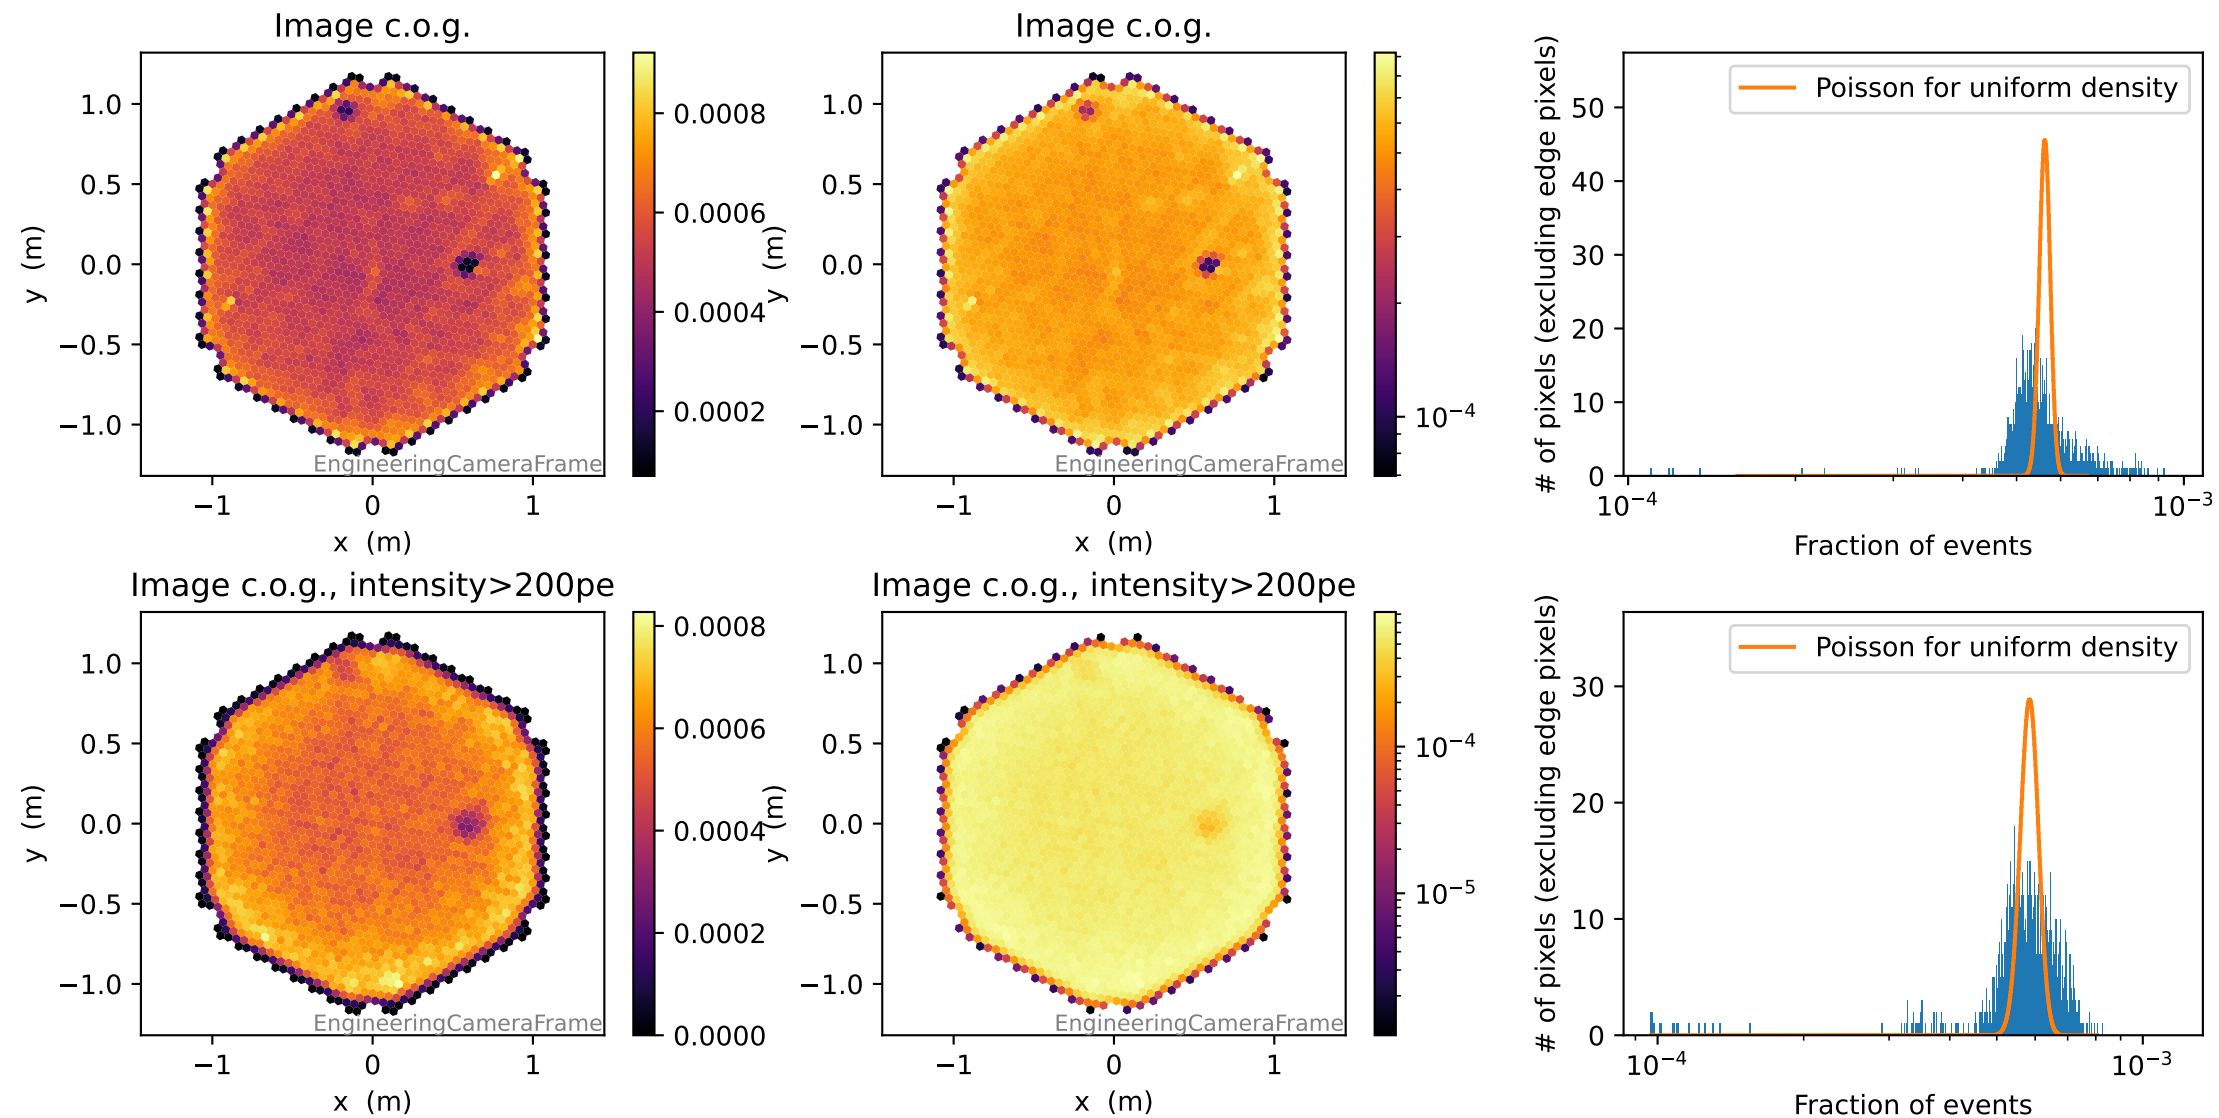 Image c.o.g.
1.0
0.5
0.0
−0.5
−1.0
y (m)
−1
0
1
x (m)
EngineeringCameraFrame
0.0008
0.0006
0.0004
0.0002
Image c.o.g.
1.0
0.5
0.0
−0.5
−1.0
y (m)
−1
0
1
x (m)
EngineeringCameraFrame
10⁻⁴
# of pixels (excluding edge pixels)
50
40
30
20
10
0
Poisson for uniform density
10⁻⁴
10⁻³
Fraction of events
Image c.o.g., intensity>200pe
1.0
0.5
0.0
−0.5
−1.0
y (m)
−1
0
1
x (m)
EngineeringCameraFrame
0.0008
0.0006
0.0004
0.0002
0.0000
Image c.o.g., intensity>200pe
1.0
0.5
0.0
−0.5
−1.0
y (m)
−1
0
1
x (m)
EngineeringCameraFrame
10⁻⁴
10⁻⁵
# of pixels (excluding edge pixels)
30
20
10
0
Poisson for uniform density
10⁻⁴
10⁻³
Fraction of events